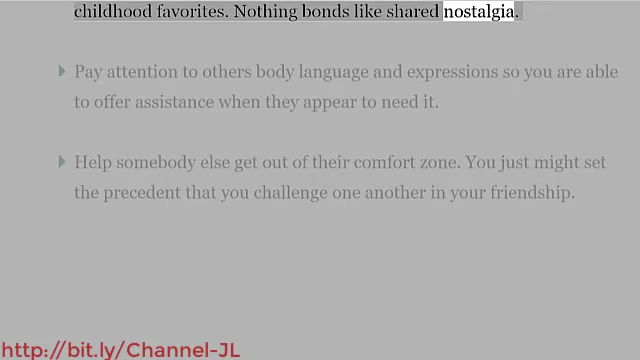 childhood favorites. Nothing bonds like shared nostalgia.
Pay attention to others body language and expressions so you are able
to offer assistance when they appear to need it.
Help somebody else get out of their comfort zone. You just might set
the precedent that you challenge one another in your friendship.
http://bit.ly/Channel-JL